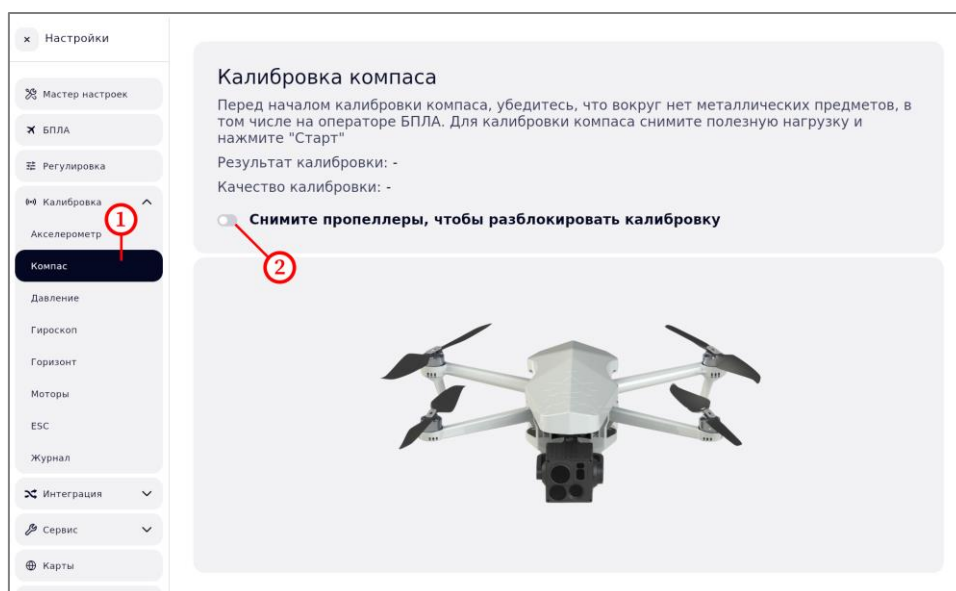 Настройки
Мастер настроек
БПЛА
Регулировка
Калибровка
1
Акселерометр
Компас
Давление
Гироскоп
Горизонт
Моторы
ESC
Журнал
Интеграция
Сервис
Карты
Калибровка компаса
Перед началом калибровки компаса, убедитесь, что вокруг нет металлических предметов, в
том числе на операторе БПЛА. Для калибровки компаса снимите полезную нагрузку и
нажмите "Старт"
Результат калибровки: -
Качество калибровки: -
Снимите пропеллеры, чтобы разблокировать калибровку
2